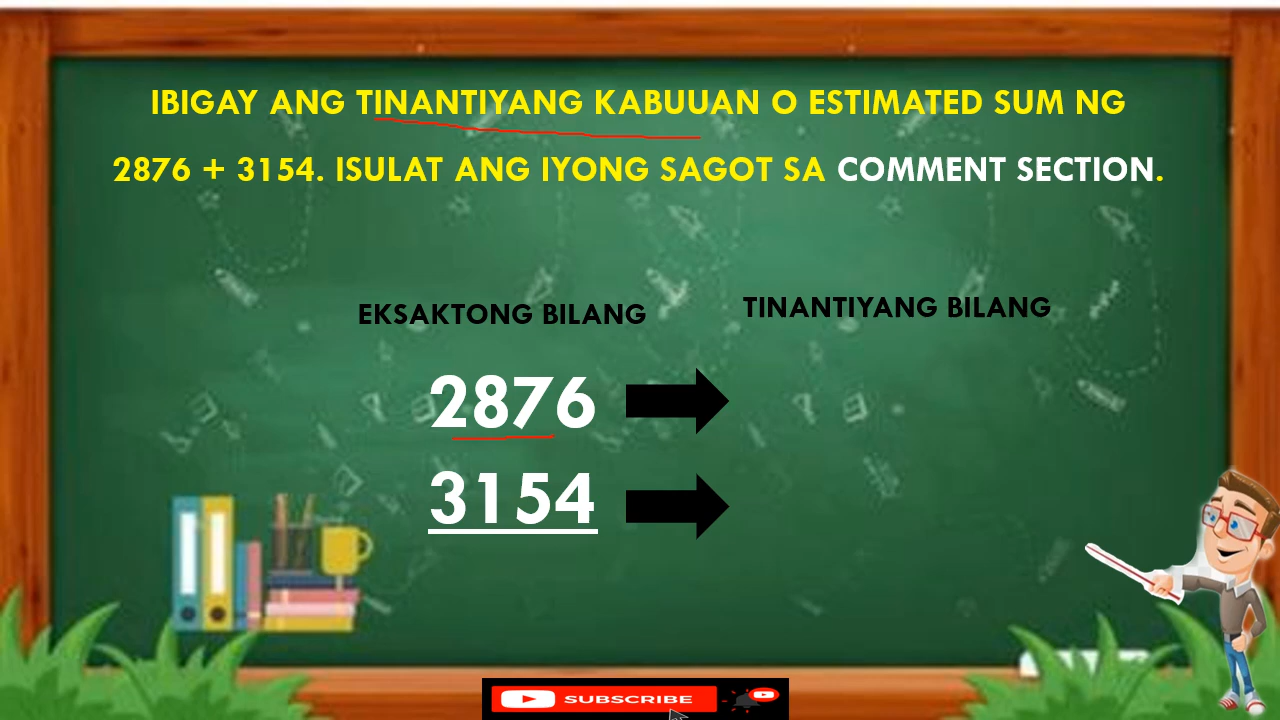 IBIGAY ANG TINANTIYANG KABUUAN O ESTIMATED SUM NG
2876 + 3154. ISULAT ANG IYONG SAGOT SA COMMENT SECTION.
EKSAKTONG BILANG TINANTIYANG BILANG
2876
3154
SUBSCRIBE